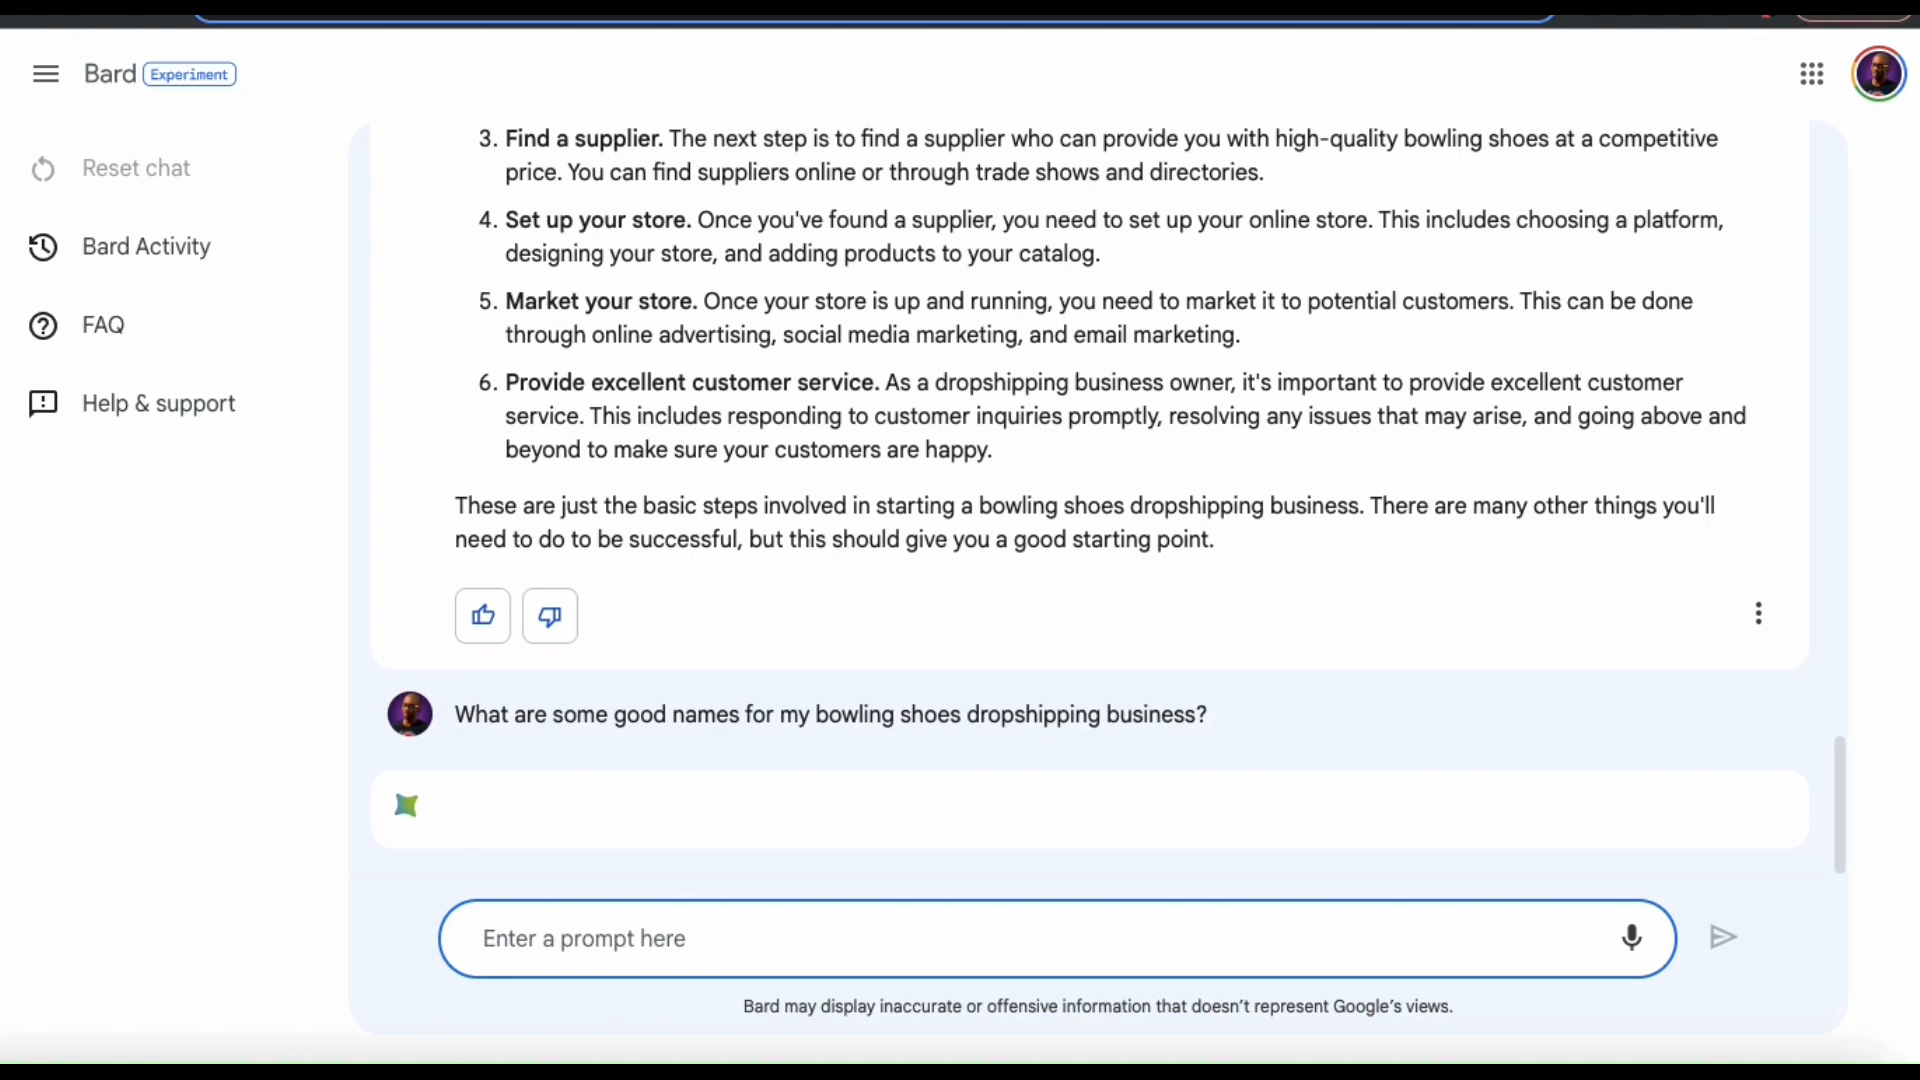 Bard Experiment
Reset chat
Bard Activity
FAQ
Help & support
3. Find a supplier. The next step is to find a supplier who can provide you with high-quality bowling shoes at a competitive
price. You can find suppliers online or through trade shows and directories.
4. Set up your store. Once you've found a supplier, you need to set up your online store. This includes choosing a platform,
designing your store, and adding products to your catalog.
5. Market your store. Once your store is up and running, you need to market it to potential customers. This can be done
through online advertising, social media marketing, and email marketing.
6. Provide excellent customer service. As a dropshipping business owner, it's important to provide excellent customer
service. This includes responding to customer inquiries promptly, resolving any issues that may arise, and going above and
beyond to make sure your customers are happy.
These are just the basic steps involved in starting a bowling shoes dropshipping business. There are many other things you'll
need to do to be successful, but this should give you a good starting point.
What are some good names for my bowling shoes dropshipping business?
Enter a prompt here
Bard may display inaccurate or offensive information that doesn't represent Google's views.